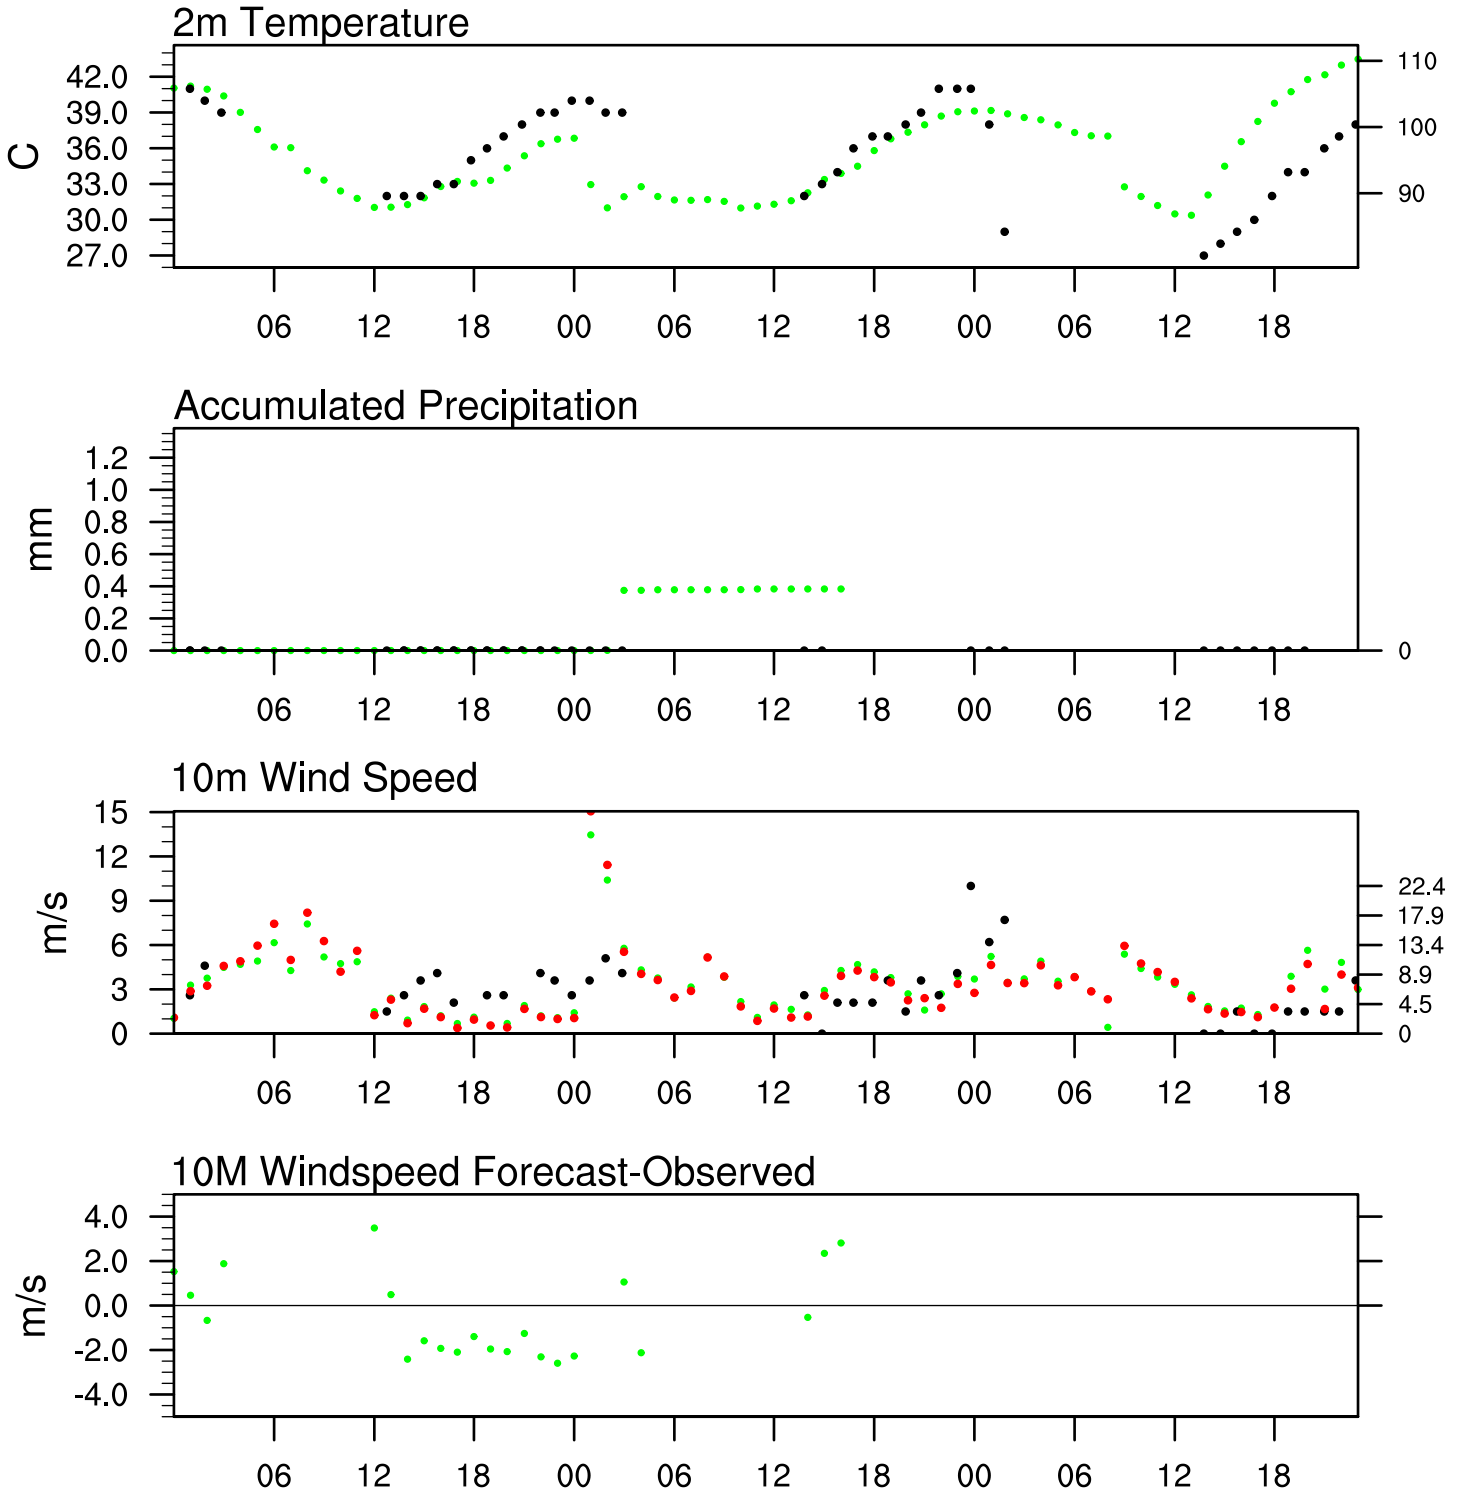 2m Temperature
42.0
39.0
36.0
33.0
30.0
27.0
C
110
100
90
06 12 18 00 06 12 18 00 06 12 18
Accumulated Precipitation
1.2
1.0
0.8
0.6
0.4
0.2
0.0
mm
0
06 12 18 00 06 12 18 00 06 12 18
10m Wind Speed
15
12
9
6
3
0
m/s
22.4
17.9
13.4
8.9
4.5
0
06 12 18 00 06 12 18 00 06 12 18
10M Windspeed Forecast-Observed
4.0
2.0
0.0
-2.0
-4.0
m/s
06 12 18 00 06 12 18 00 06 12 18